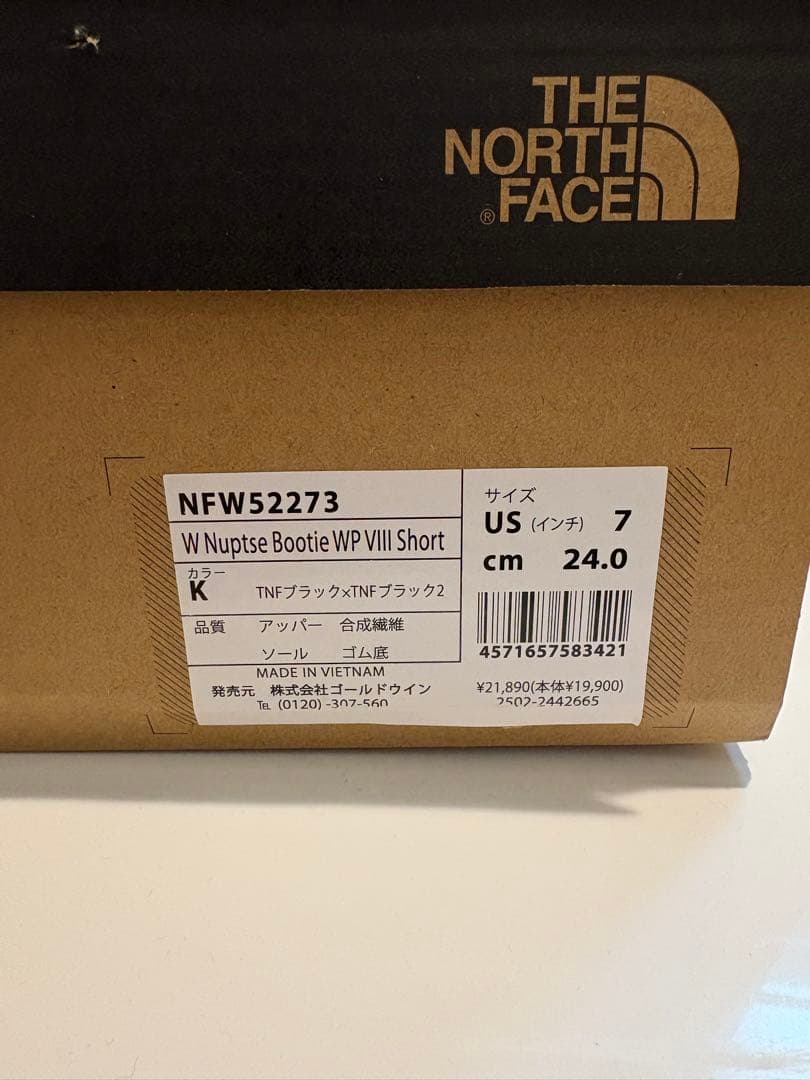 THE
NORTH
FACE
®
NFW52273
W Nuptse Bootie WP VIII Short
カラー
K TNFブラック×TNFブラック2
品質 アッパー 合成繊維
ソール ゴム底
MADE IN VIETNAM
発売元 株式会社ゴールドウイン
TEL (0120) -307-560
サイズ
US (インチ) 7
cm 24.0
4571657583421
¥21,890(本体¥19,900)
2502-2442665